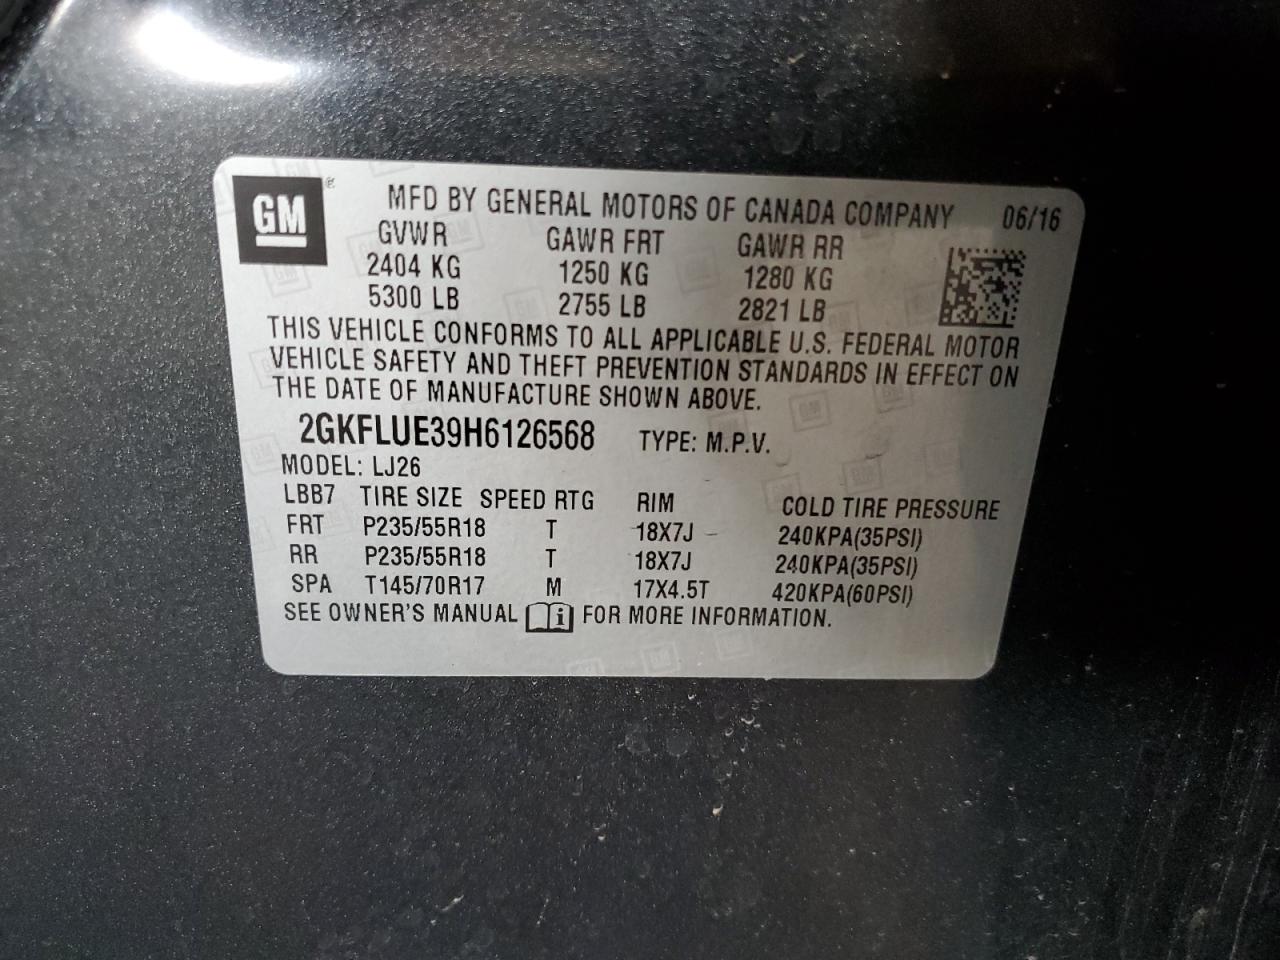 GM ® MFD BY GENERAL MOTORS OF CANADA COMPANY 06/16
GVWR GAWR FRT GAWR RR
2404 KG 1250 KG 1280 KG
5300 LB 2755 LB 2821 LB
THIS VEHICLE CONFORMS TO ALL APPLICABLE U.S. FEDERAL MOTOR
VEHICLE SAFETY AND THEFT PREVENTION STANDARDS IN EFFECT ON
THE DATE OF MANUFACTURE SHOWN ABOVE.
2GKFLUE39H6126568 TYPE: M.P.V.
MODEL: LJ26
LBB7 TIRE SIZE SPEED RTG RIM COLD TIRE PRESSURE
FRT P235/55R18 T 18X7J 240KPA(35PSI)
RR P235/55R18 T 18X7J 240KPA(35PSI)
SPA T145/70R17 M 17X4.5T 420KPA(60PSI)
SEE OWNER'S MANUAL i FOR MORE INFORMATION.